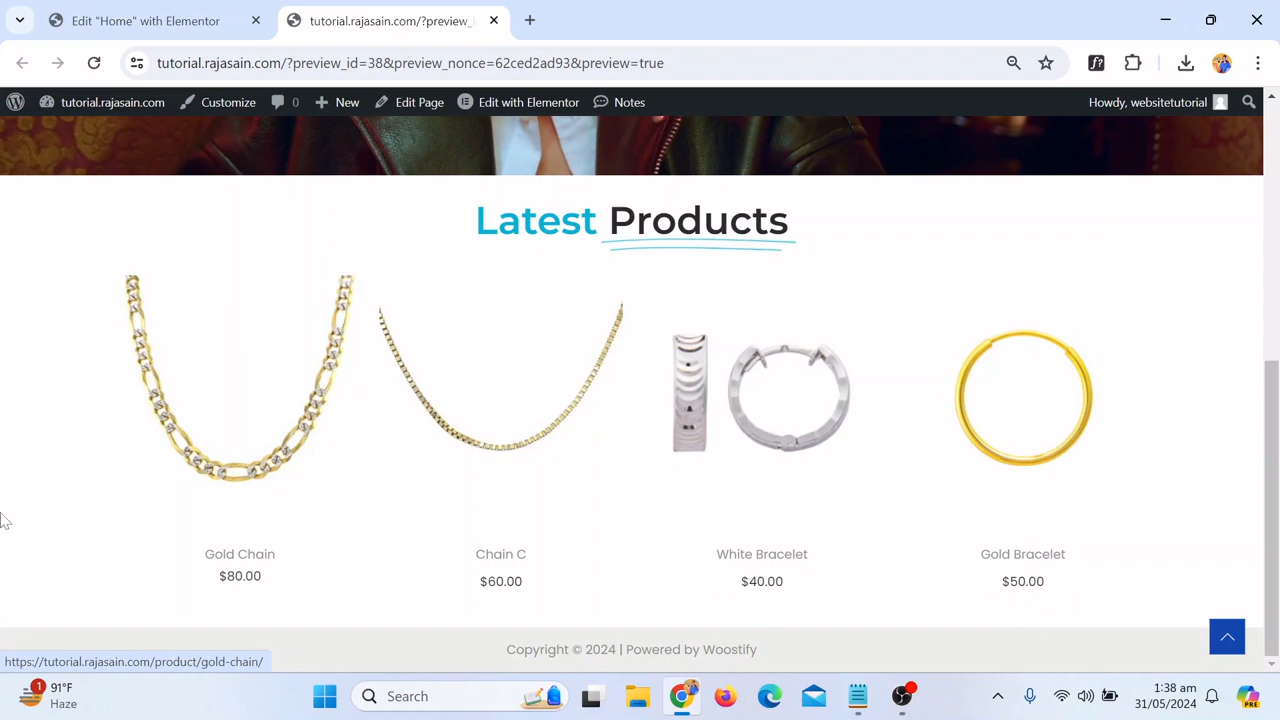 Edit "Home" with Elementor
tutorial.rajasain.com/?preview_i
tutorial.rajasain.com/?preview_id=38&preview_nonce=62ced2ad93&preview=true
tutorial.rajasain.com Customize 0 New Edit Page Edit with Elementor Notes Howdy, websitetutorial
Latest Products
Gold Chain
$80.00
Chain C
$60.00
White Bracelet
$40.00
Gold Bracelet
$50.00
Copyright © 2024 | Powered by Woostify
https://tutorial.rajasain.com/product/gold-chain/
1
91°F
Haze
Search
PRE
1:38 am
31/05/2024